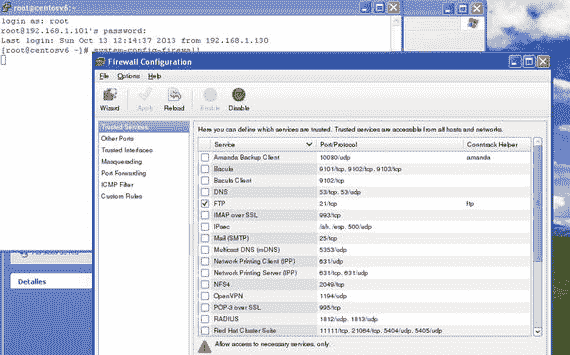 root@centosv6:~
login as: root
root@192.168.1.101's password:
Last login: Sun Oct 13 12:14:37 2013 from 192.168.1.130
[root@centosv6 ~]# system-config-firewall
Firewall Configuration
File Options Help
Wizard Apply Reload Enable Disable
Trusted Services
Other Ports
Trusted Interfaces
Masquerading
Port Forwarding
ICMP Filter
Custom Rules
Here you can define which services are trusted. Trusted services are accessible from all hosts and networks.
Service Port/Protocol Conntrack Helper
Amanda Backup Client 10080/udp amanda
Bacula 9101/tcp, 9102/tcp, 9103/tcp
Bacula Client 9102/tcp
DNS 53/tcp, 53/udp
FTP 21/tcp ftp
IMAP over SSL 993/tcp
IPsec /ah, /esp, 500/udp
Mail (SMTP) 25/tcp
Multicast DNS (mDNS) 5353/udp
Network Printing Client (IPP) 631/udp
Network Printing Server (IPP) 631/tcp, 631/udp
NFS4 2049/tcp
OpenVPN 1194/udp
POP-3 over SSL 995/tcp
RADIUS 1812/udp, 1813/udp
Red Hat Cluster Suite 11111/tcp, 21064/tcp, 5404/udp, 5405/udp
Allow access to necessary services, only.
Detalles